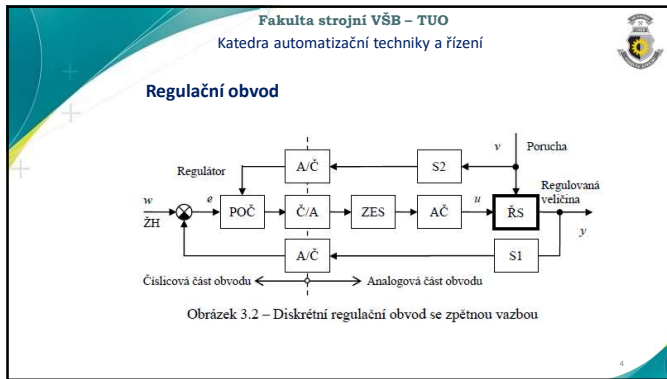 Fakulta strojní VŠB – TUO
Katedra automatizační techniky a řízení
Regulační obvod
v
Porucha
A/Č
S2
Regulátor
Regulovaná
veličina
w
e
u
ŽH
POČ
Č/A
ZES
AČ
ŘS
y
A/Č
S1
Číslicová část obvodu
Analogová část obvodu
Obrázek 3.2 – Diskrétní regulační obvod se zpětnou vazbou
4